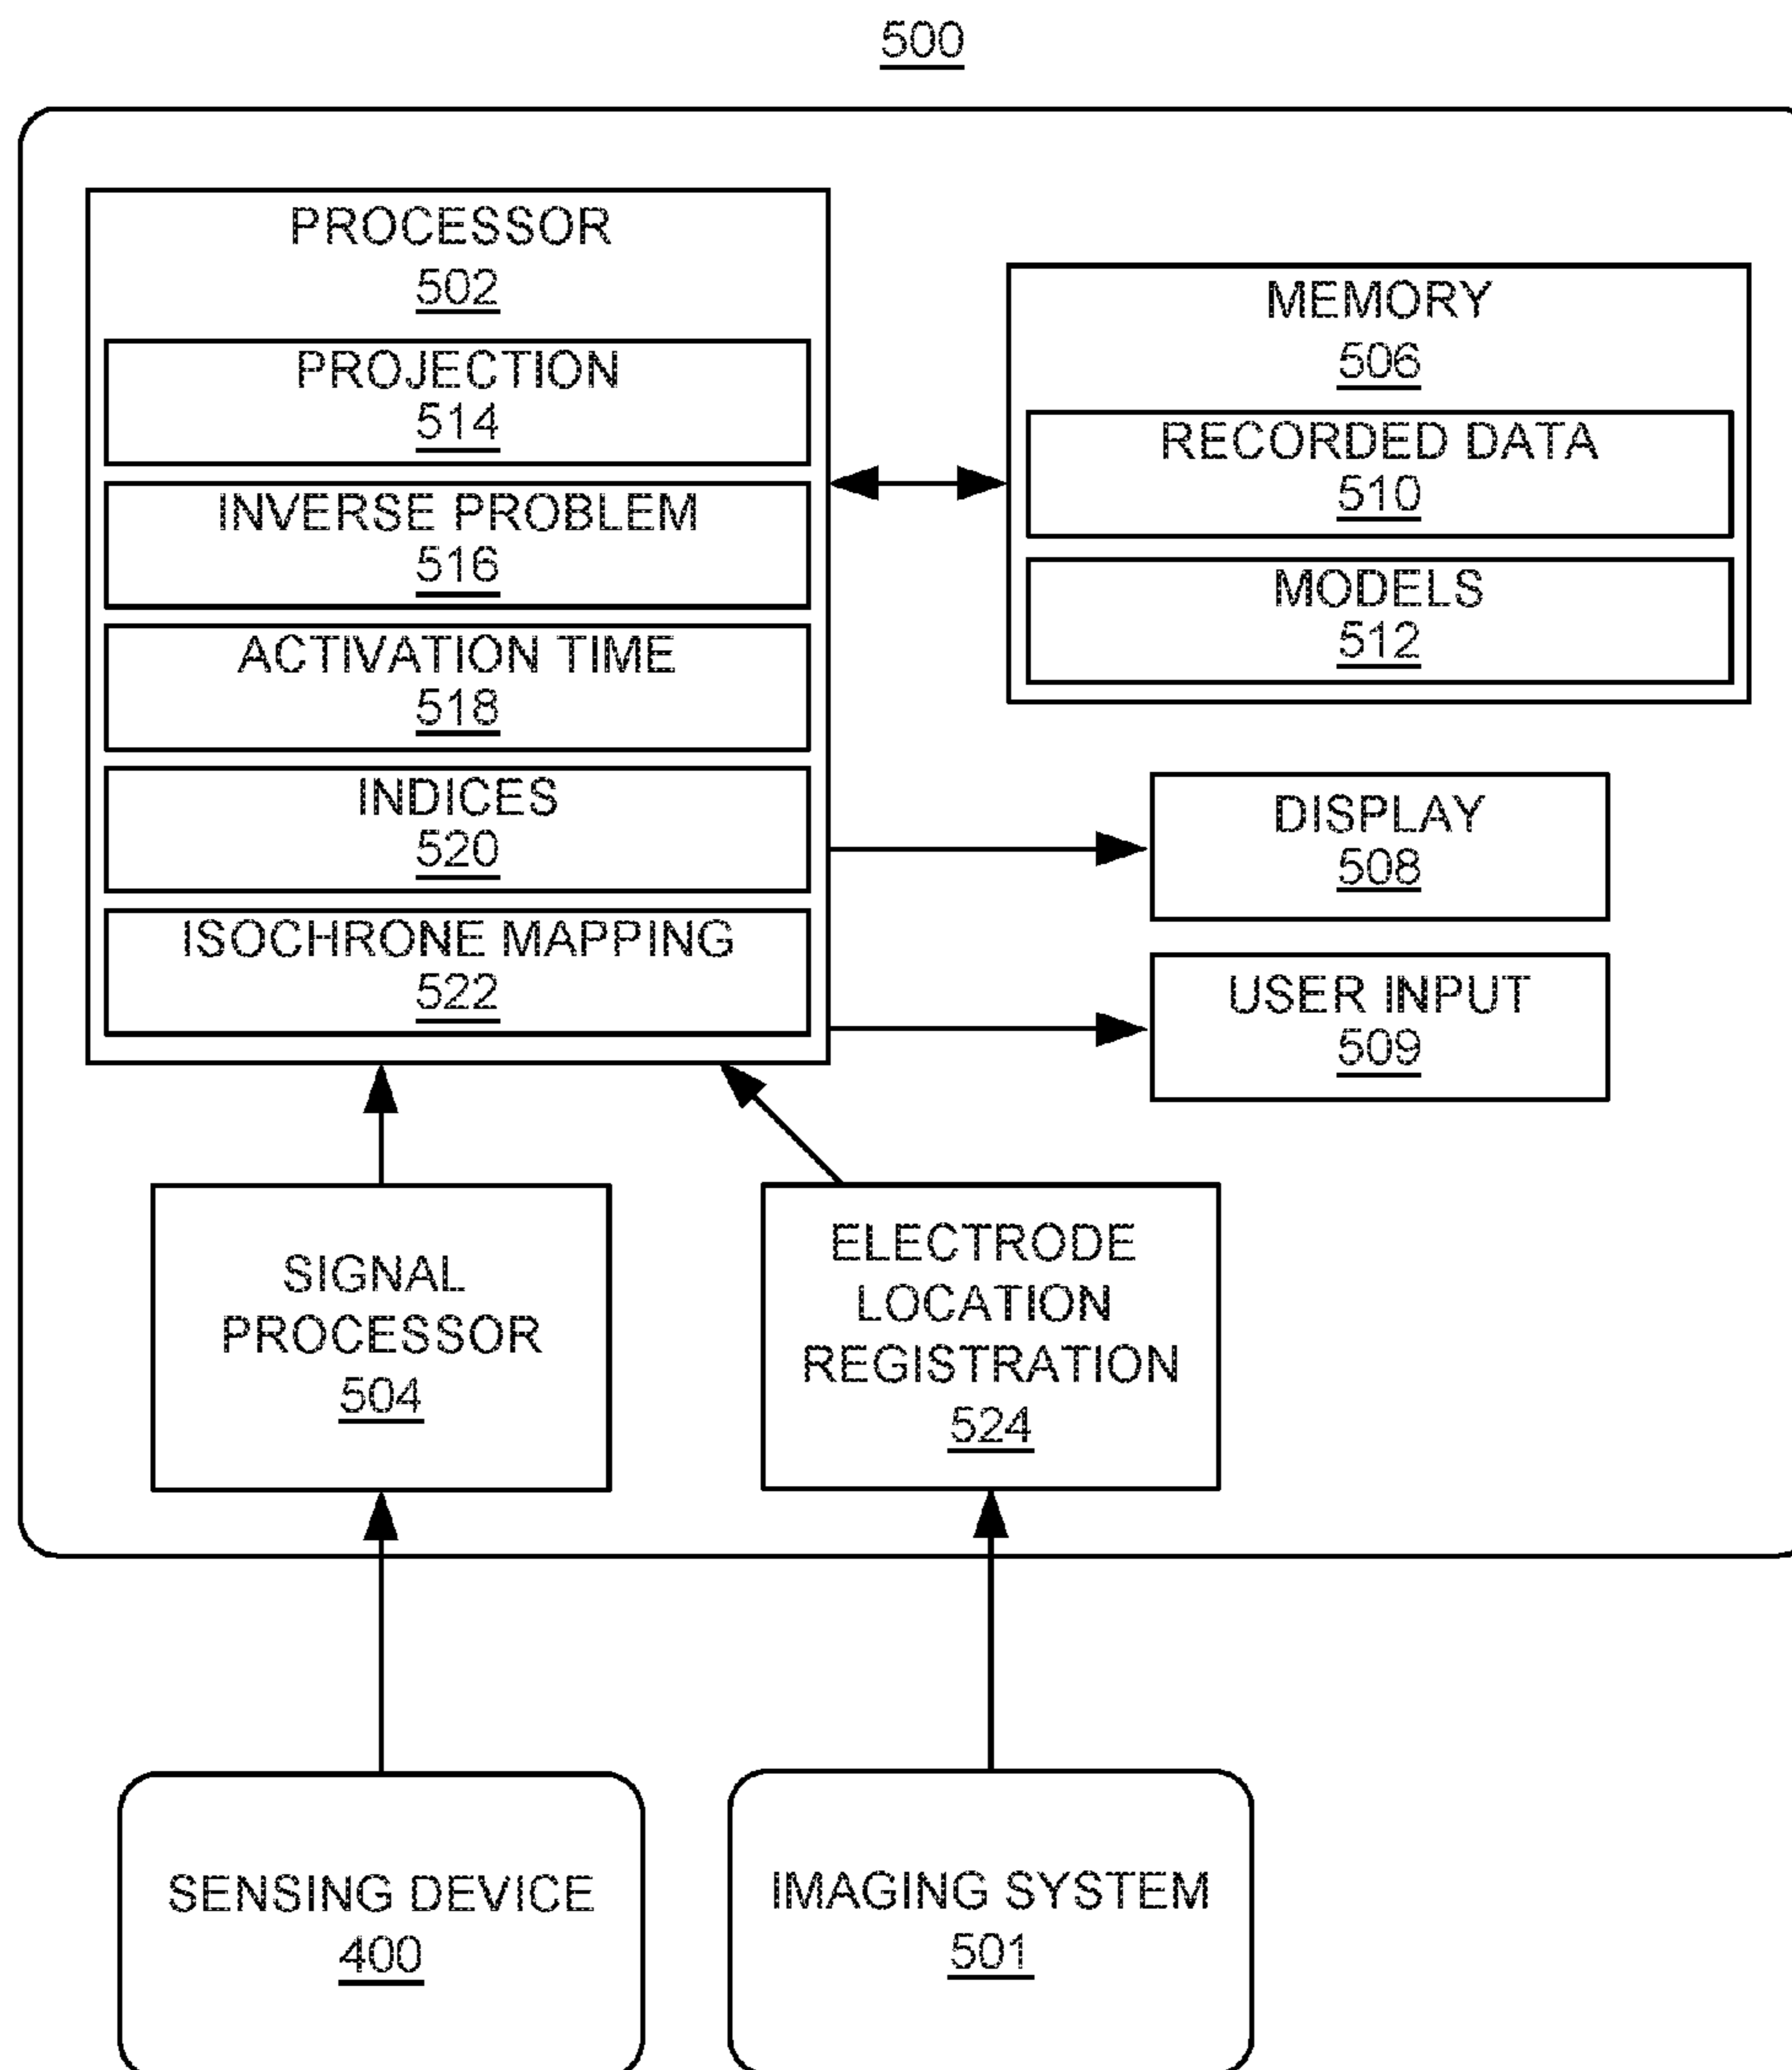 500
PROCESSOR
502
PROJECTION
514
INVERSE PROBLEM
516
ACTIVATION TIME
518
INDICES
520
ISOCHRONE MAPPING
522
MEMORY
506
RECORDED DATA
510
MODELS
512
DISPLAY
508
USER INPUT
509
SIGNAL
PROCESSOR
504
ELECTRODE
LOCATION
REGISTRATION
524
SENSING DEVICE
400
IMAGING SYSTEM
501